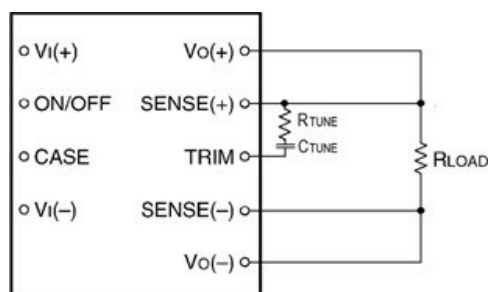 VI(+)
VO(+)
ON/OFF
SENSE(+)
RTUNE
CTUNE
CASE
TRIM
RLOAD
VI(–)
SENSE(–)
VO(–)